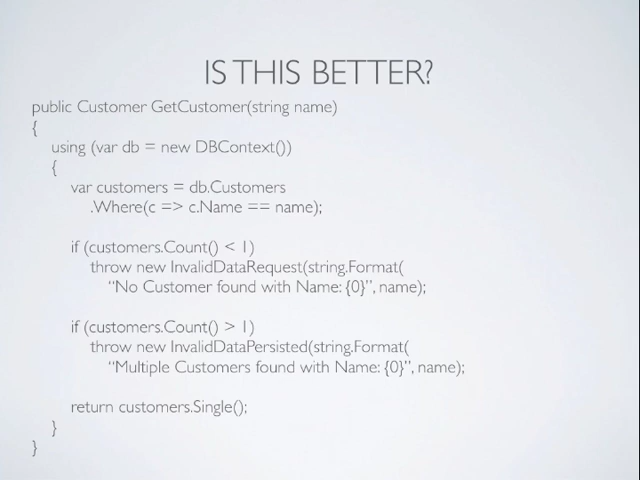 IS THIS BETTER?
public Customer GetCustomer(string name)
{
using (var db = new DBContext())
{
var customers = db.Customers
.Where(c => c.Name == name);
if (customers.Count() < 1)
throw new InvalidDataRequest(string.Format(
“No Customer found with Name: {0}”, name);
if (customers.Count() > 1)
throw new InvalidDataPersisted(string.Format(
“Multiple Customers found with Name: {0}”, name);
return customers.Single();
}
}